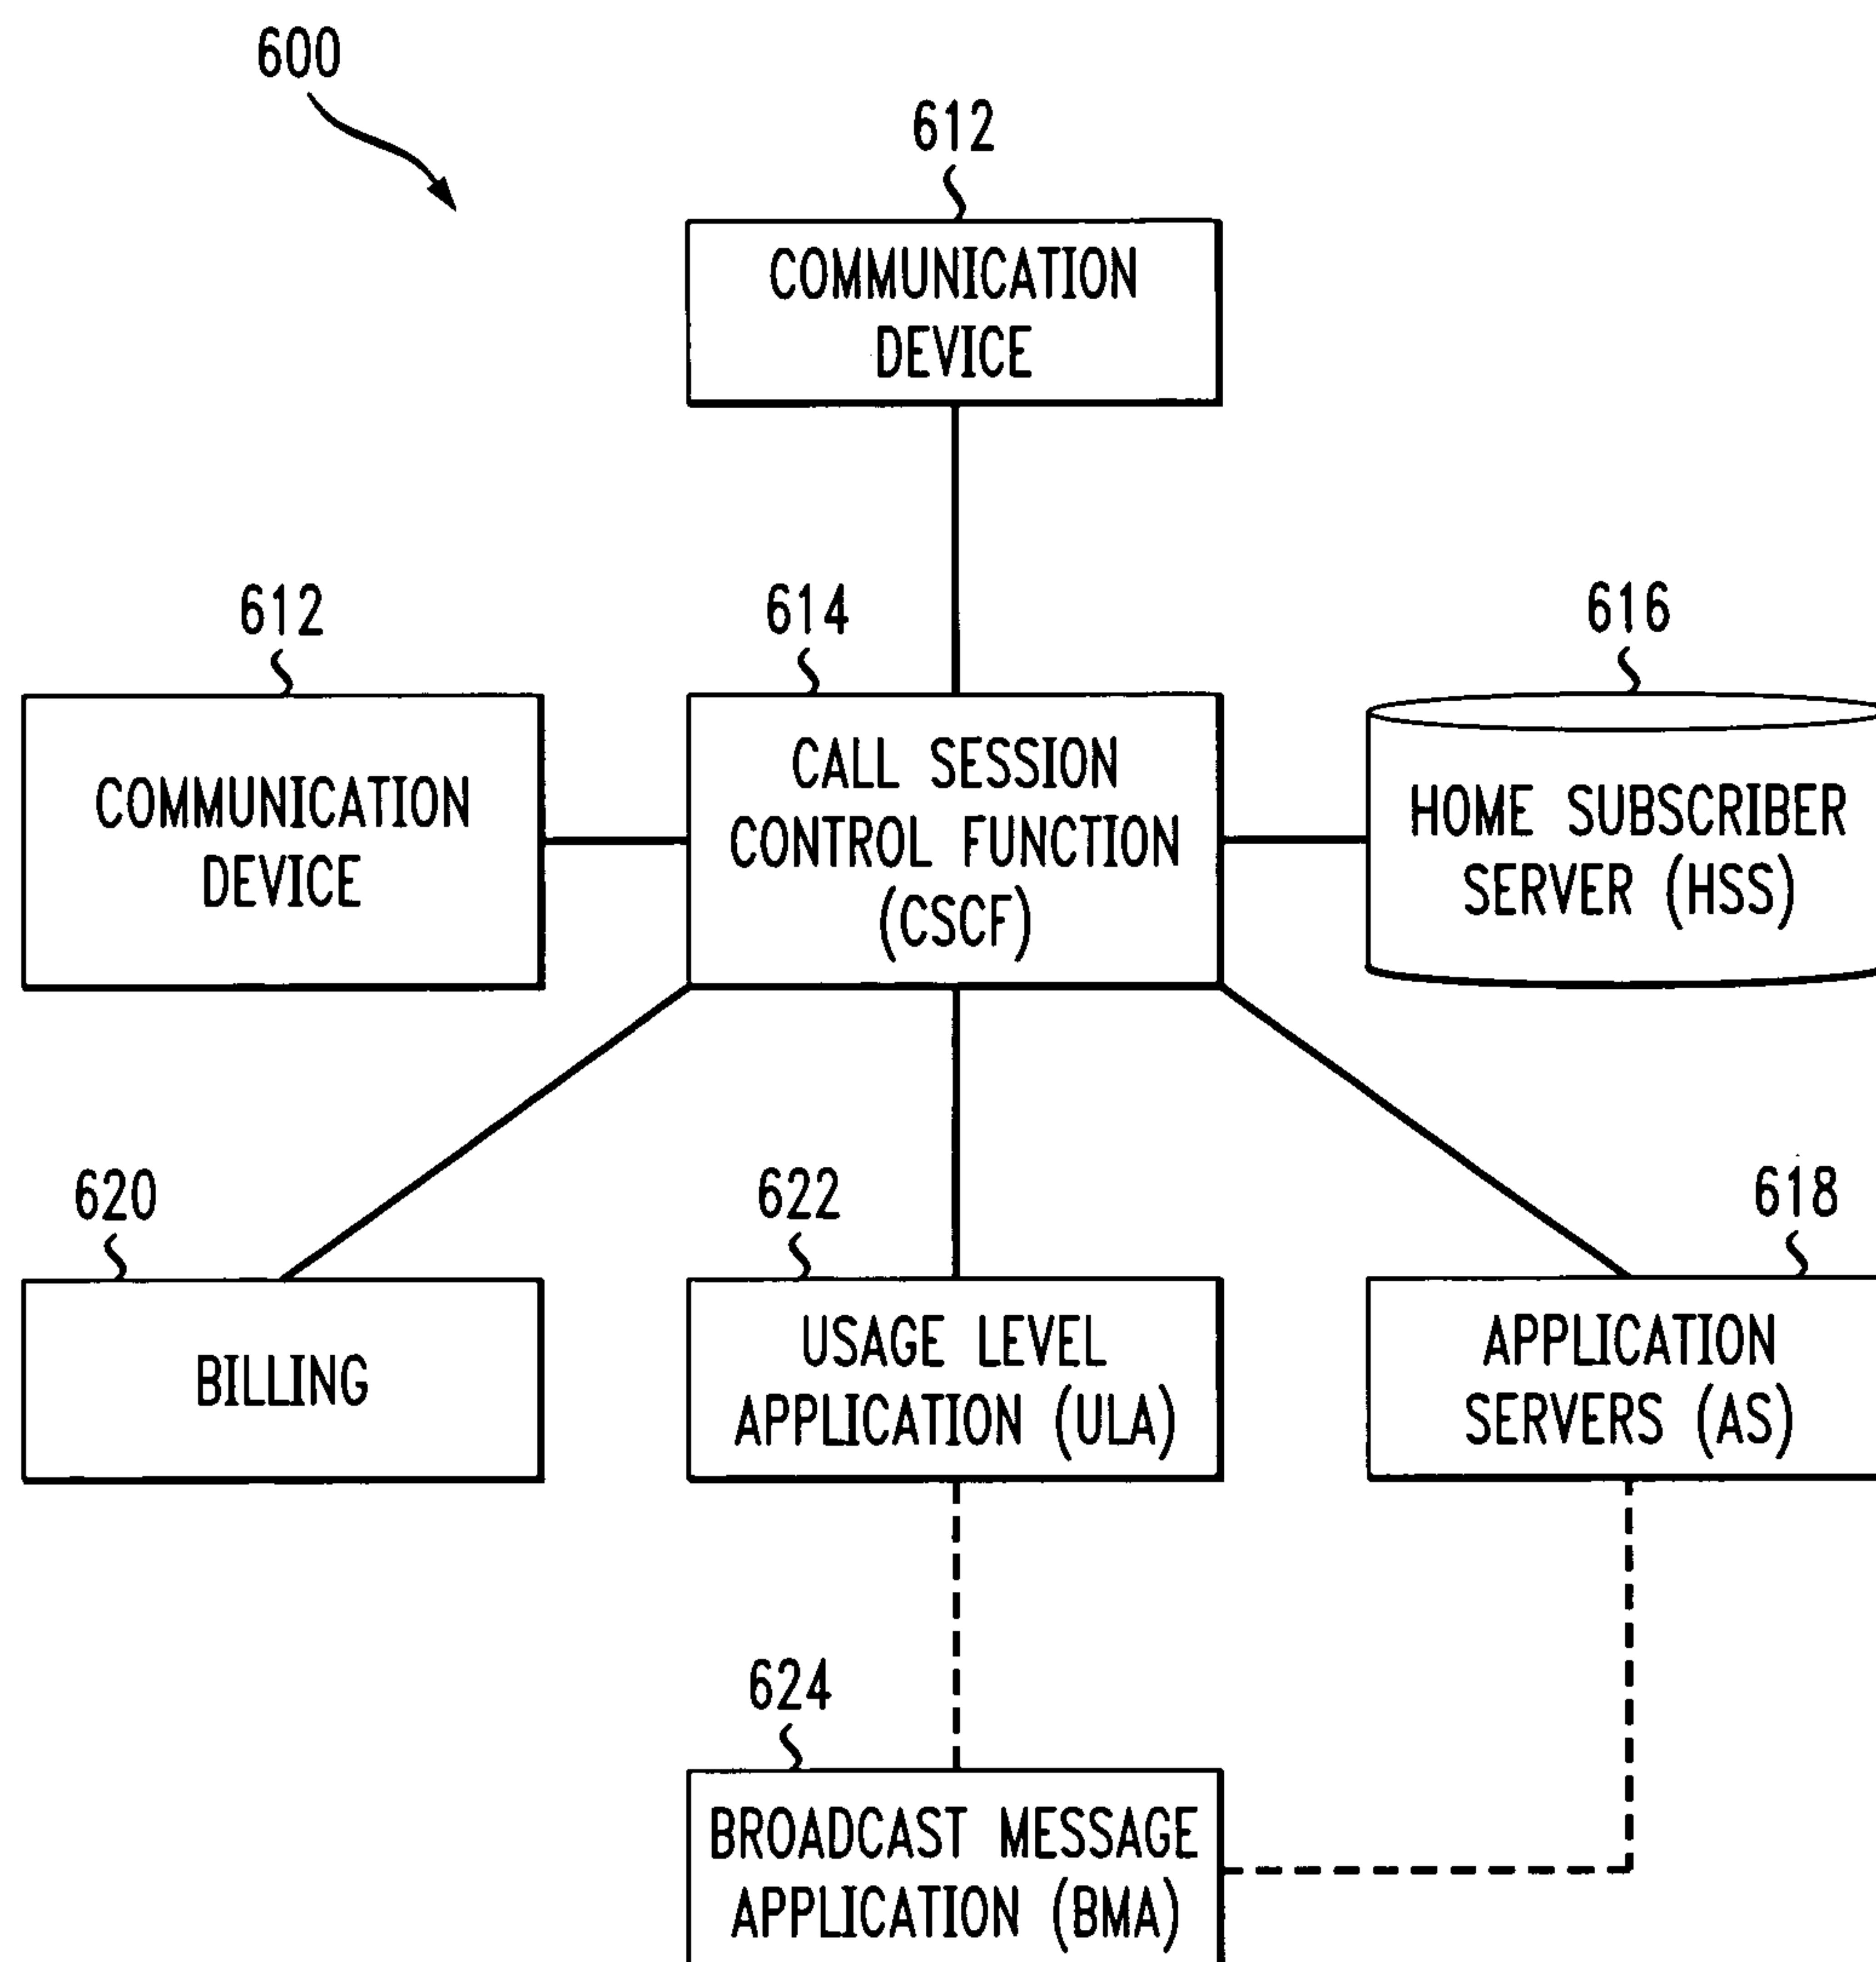 600
612
COMMUNICATION
DEVICE
612
COMMUNICATION
DEVICE
614
CALL SESSION
CONTROL FUNCTION
(CSCF)
616
HOME SUBSCRIBER
SERVER (HSS)
620
BILLING
622
USAGE LEVEL
APPLICATION (ULA)
618
APPLICATION
SERVERS (AS)
624
BROADCAST MESSAGE
APPLICATION (BMA)